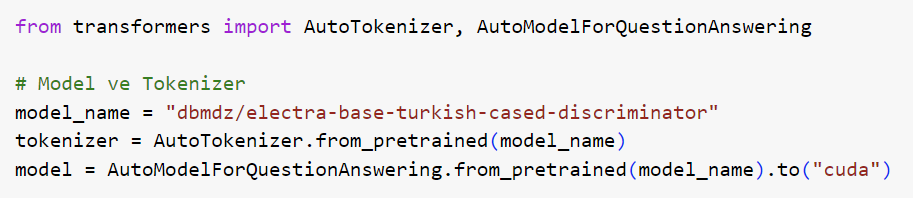 from transformers import AutoTokenizer, AutoModelForQuestionAnswering
# Model ve Tokenizer
model_name = "dbmdz/electra-base-turkish-cased-discriminator"
tokenizer = AutoTokenizer.from_pretrained(model_name)
model = AutoModelForQuestionAnswering.from_pretrained(model_name).to("cuda")